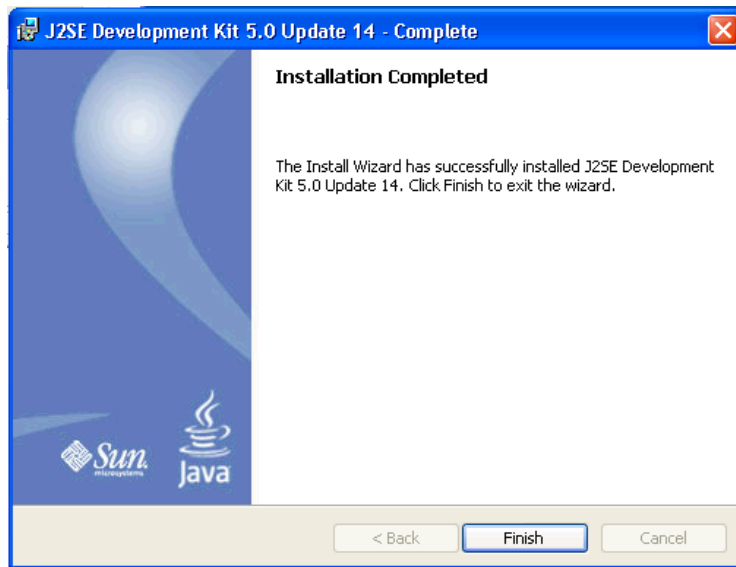 J2SE Development Kit 5.0 Update 14 - Complete
Installation Completed
The Install Wizard has successfully installed J2SE Development
Kit 5.0 Update 14. Click Finish to exit the wizard.
Sun
microsystems
Java
< Back
Finish
Cancel